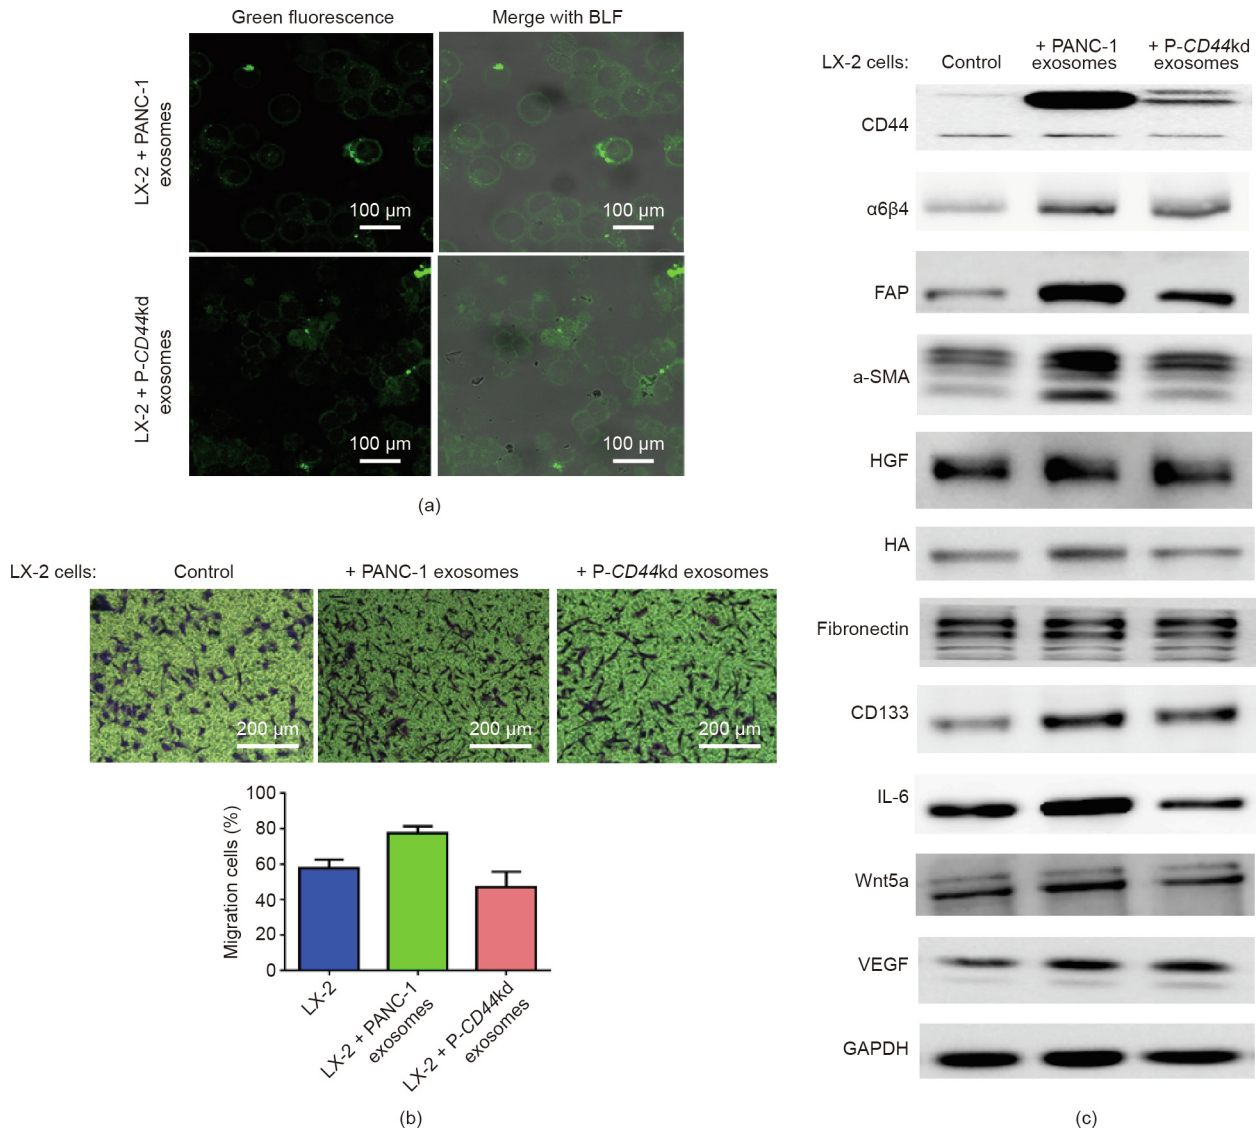 Green fluorescence
Merge with BLF
LX-2 + PANC-1
exosomes
100 µm
100 µm
LX-2 + P-CD44kd
exosomes
100 µm
100 µm
(a)
LX-2 cells:
Control
+ PANC-1 exosomes
+ P-CD44kd exosomes
200 µm
200 µm
200 µm
Migration cells (%)
100
80
60
40
20
0
LX-2
LX-2 + PANC-1
exosomes
LX-2 + P-CD44kd
exosomes
(b)
LX-2 cells:
Control
+ PANC-1
exosomes
+ P-CD44kd
exosomes
CD44
α6β4
FAP
a-SMA
HGF
HA
Fibronectin
CD133
IL-6
Wnt5a
VEGF
GAPDH
(c)